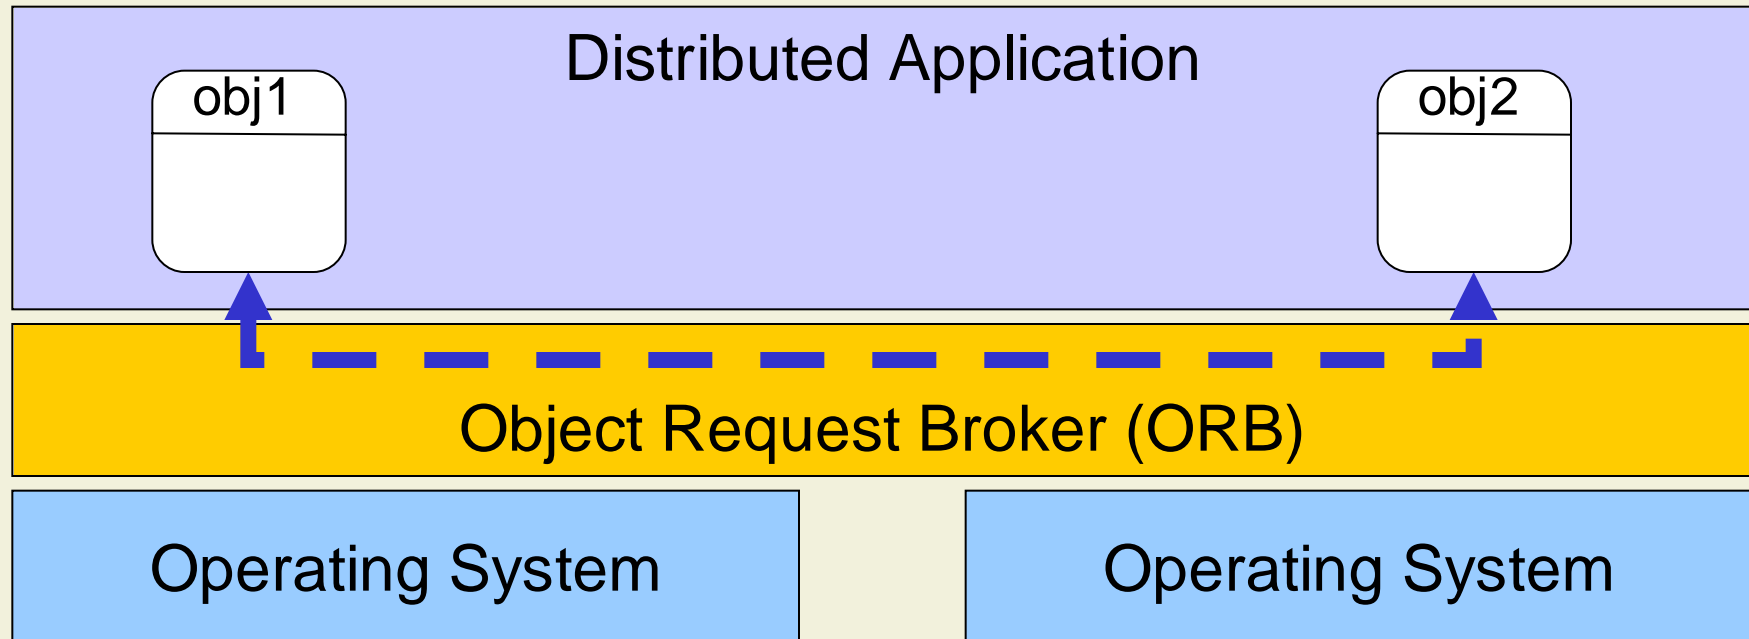 Distributed Application
obj1
obj2
Object Request Broker (ORB)
Operating System
Operating System